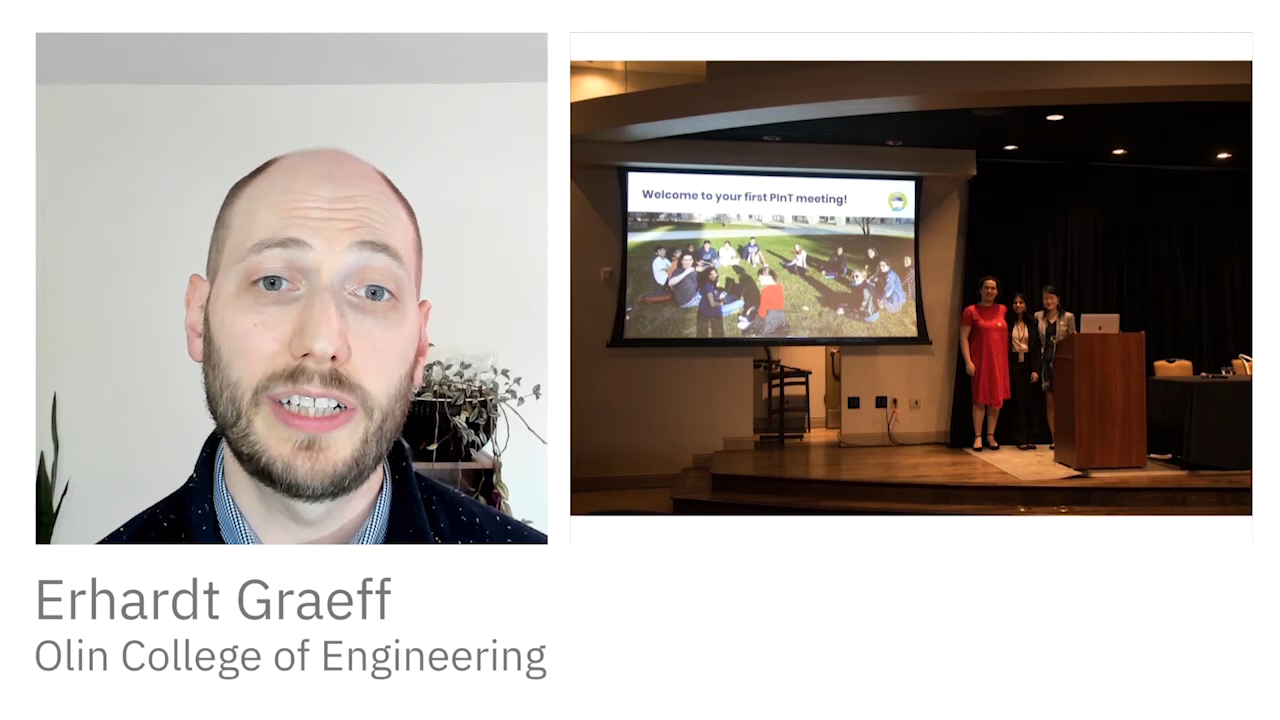 Welcome to your first PInT meeting!
Erhardt Graeff
Olin College of Engineering